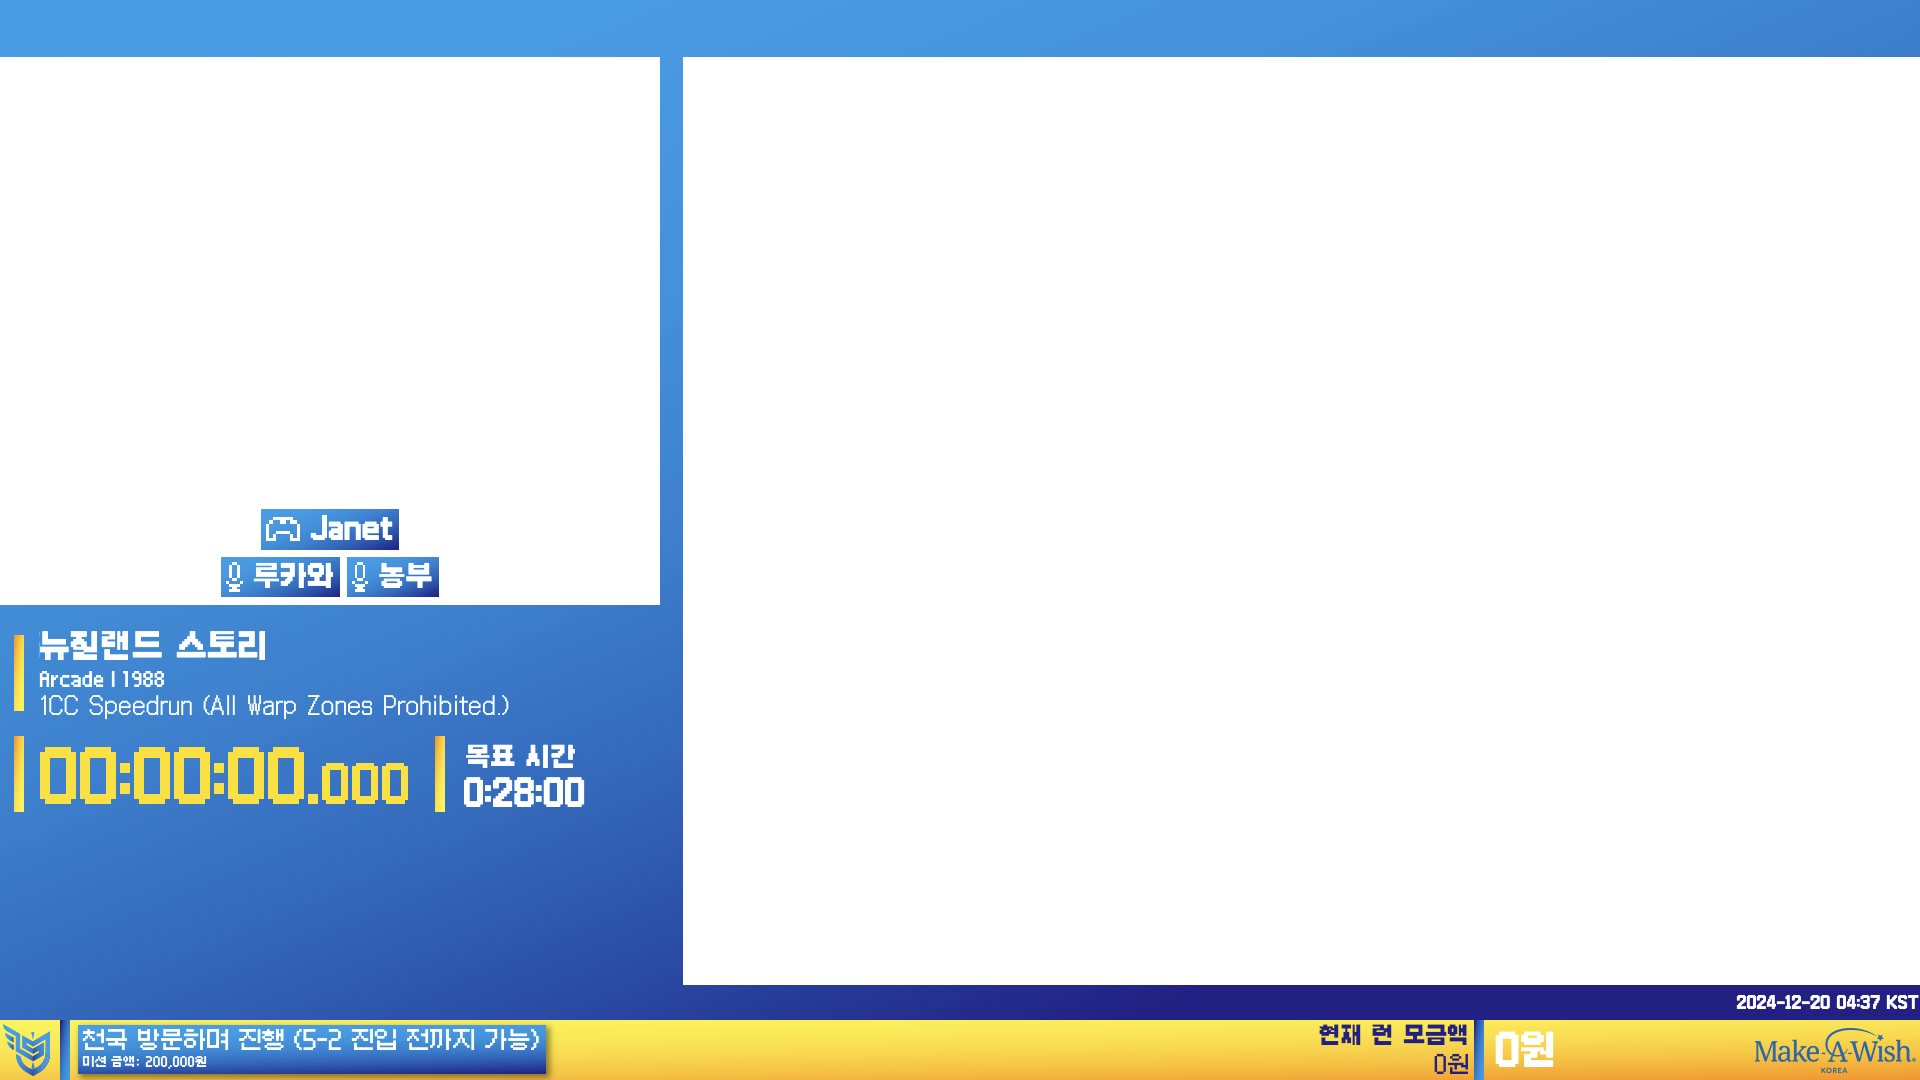 Janet
루카와 농부
뉴질랜드 스토리
Arcade | 1988
1CC Speedrun (All Warp Zones Prohibited.)
00:00:00.000
목표 시간
0:28:00
2024-12-20 04:37 KST
천국 방문하며 진행 (5-2 진입 전까지 가능)
미션 금액: 200,000원
현재 런 모금액
0원
0원
Make-A-Wish.
KOREA